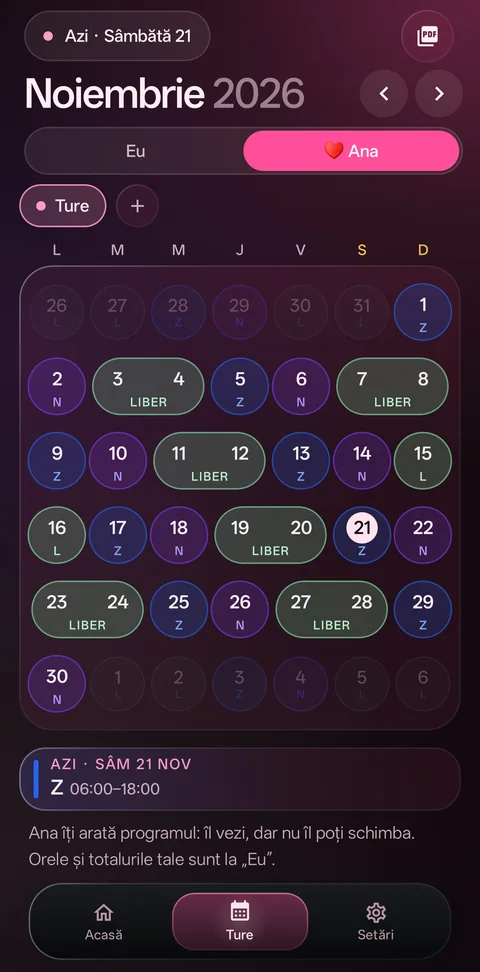 Azi · Sâmbătă 21
PDF
Noiembrie 2026
Eu ❤️ Ana
Ture +
L M M J V S D
26 27 28 29 30 31 1
L L Z N L L Z
2 3 4 5 6 7 8
N LIBER Z N LIBER
9 10 11 12 13 14 15
Z N LIBER Z N L
16 17 18 19 20 21 22
L Z N LIBER Z N
23 24 25 26 27 28 29
LIBER Z N LIBER Z
30 1 2 3 4 5 6
N L L Z N L L
AZI · SÂM 21 NOV
Z 06:00–18:00
Ana îți arată programul: îl vezi, dar nu îl poți schimba.
Orele și totalurile tale sunt la „Eu”.
Acasă Ture Setări